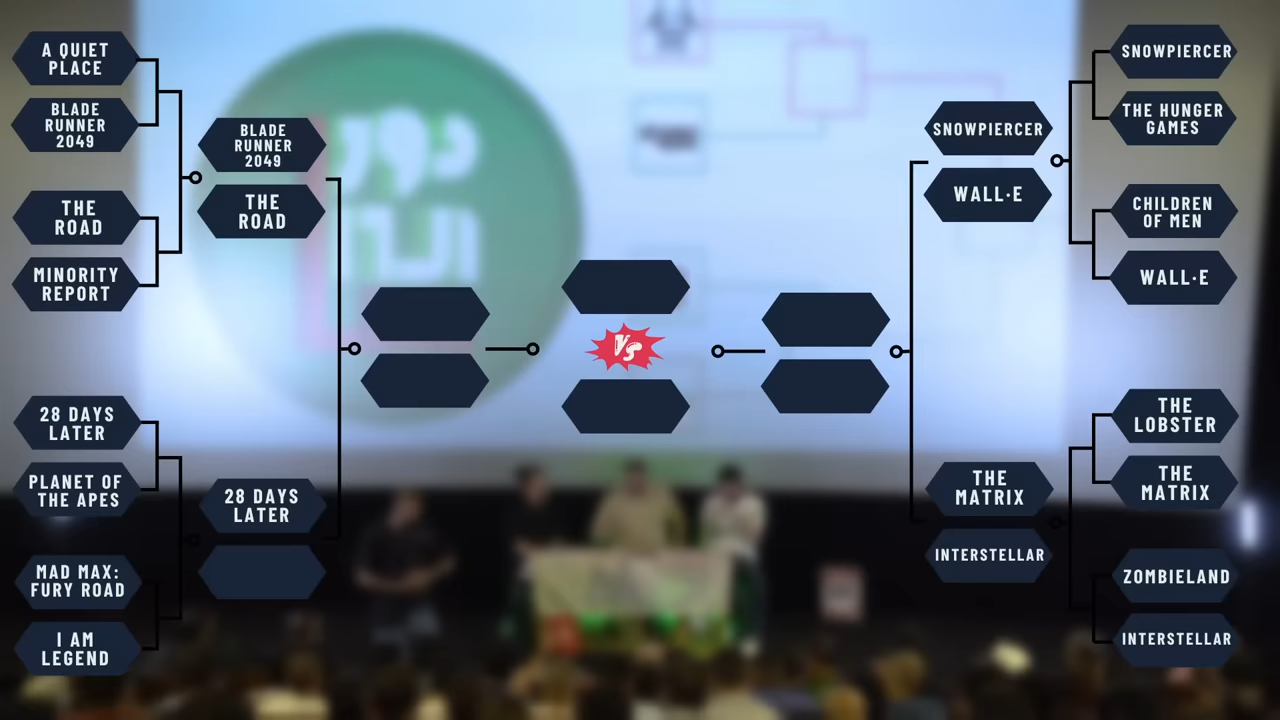 A QUIET
PLACE
BLADE
RUNNER
2049
THE
ROAD
MINORITY
REPORT
28 DAYS
LATER
PLANET OF
THE APES
MAD MAX:
FURY ROAD
I AM
LEGEND
BLADE
RUNNER
2049
THE
ROAD
28 DAYS
LATER
دوري
VS
SNOWPIERCER
WALL·E
THE
MATRIX
INTERSTELLAR
SNOWPIERCER
THE HUNGER
GAMES
CHILDREN
OF MEN
WALL·E
THE
LOBSTER
THE
MATRIX
ZOMBIELAND
INTERSTELLAR